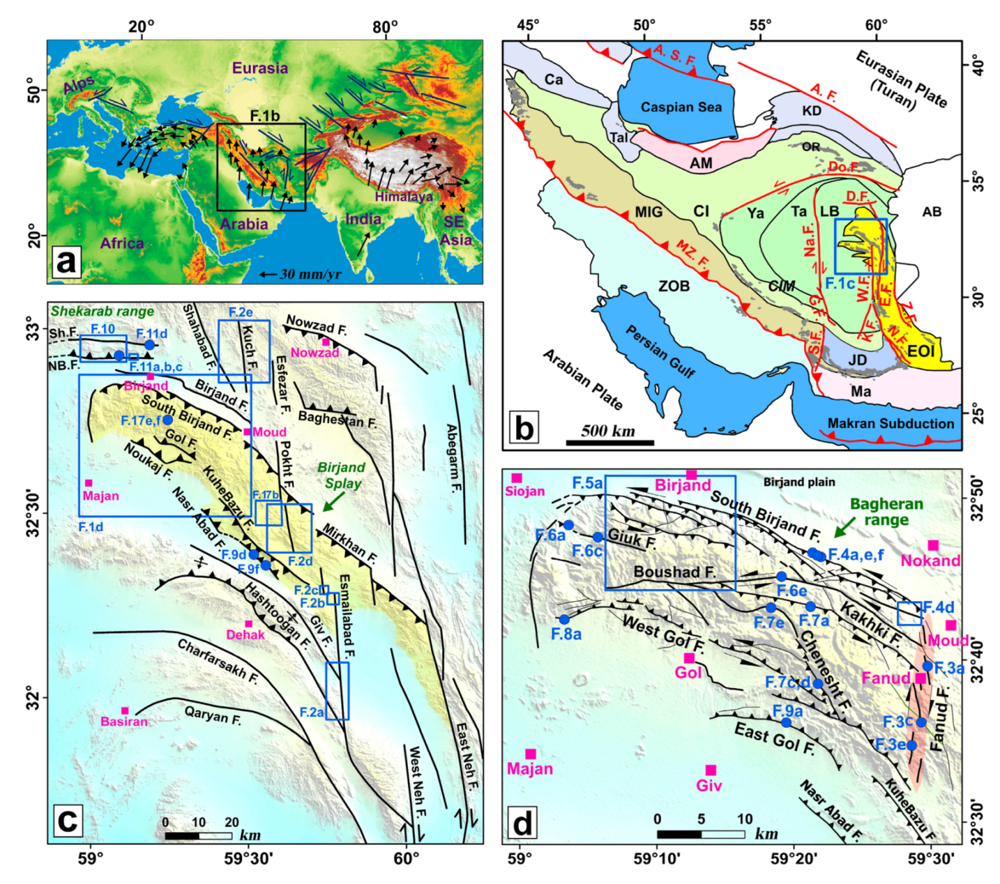 20°
80°
50°
20°
Eurasia
Alps
F.1b
Himalaya
Arabia
India
SE
Asia
Africa
30 mm/yr
a
45°
50°
55°
60°
40°
35°
30°
25°
A. S. F.
Eurasian Plate
(Turan)
A. F.
Ca
Caspian Sea
KD
Tal
OR
AM
Do.F.
D.F.
MIG
CI
Ya
Ta
LB
AB
Na.F.
MZ. F.
F.1c
ZOB
CIM
W.F.
E.F.
Z.F.
G.F.
K.F.
N.F.
S.F.
Persian Gulf
JD
EOI
Arabian Plate
Ma
Makran Subduction
500 km
b
33°
32°30'
32°
59°
59°30'
60°
Shekarab range
Sh.F.
F.10
F.11d
NB.F.
F.11a,b,c
Shahabad F.
F.2e
Kuch F.
Nowzad F.
Nowzad
Esfezar F.
Birjand
Birjand F.
South Birjand F.
Baghestan F.
F.17e,f
Moud
Gol F.
Noukaj F.
Pokht F.
Abegarm F.
Birjand
Splay
Majan
KuheBazu F.
F.17b
Nasr Abad F.
F.1d
Mirkhan F.
F.9d
F.9f
F.2d
F.2c
F.2b
Hashtoogan F.
Giv F.
Esmailabad F.
Dehak
Charfarsakh F.
F.2a
Qaryan F.
Basiran
West Neh F.
East Neh F.
0 10 20
km
c
32°50'
32°40'
32°30'
59°
59°10'
59°20'
59°30'
Siojan
F.5a
Birjand
Birjand plain
South Birjand F.
Bagheran
range
F.6a
F.6c
Giuk F.
F.4a,e,f
Nokand
Boushad F.
F.6e
F.4d
F.7e
F.7a
Kakhki F.
Moud
F.8a
West Gol F.
Chenesht F.
Gol
F.3a
Fanud
F.7c,d
Fanud F.
F.9a
F.3c
East Gol F.
F.3e
Majan
Giv
Nasr Abad F.
KuheBazu F.
0 5 10
km
d